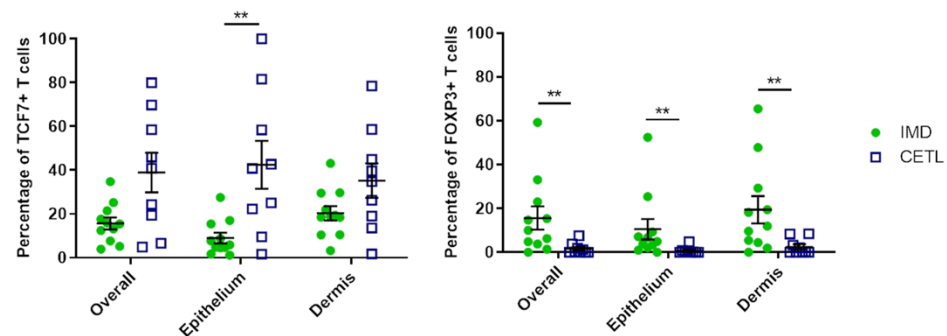 Percentage of TCF7+ T cells
100
80
60
40
20
0
**
Overall
Epithelium
Dermis
Percentage of FOXP3+ T cells
100
80
60
40
20
0
**
**
**
Overall
Epithelium
Dermis
IMD
CETL